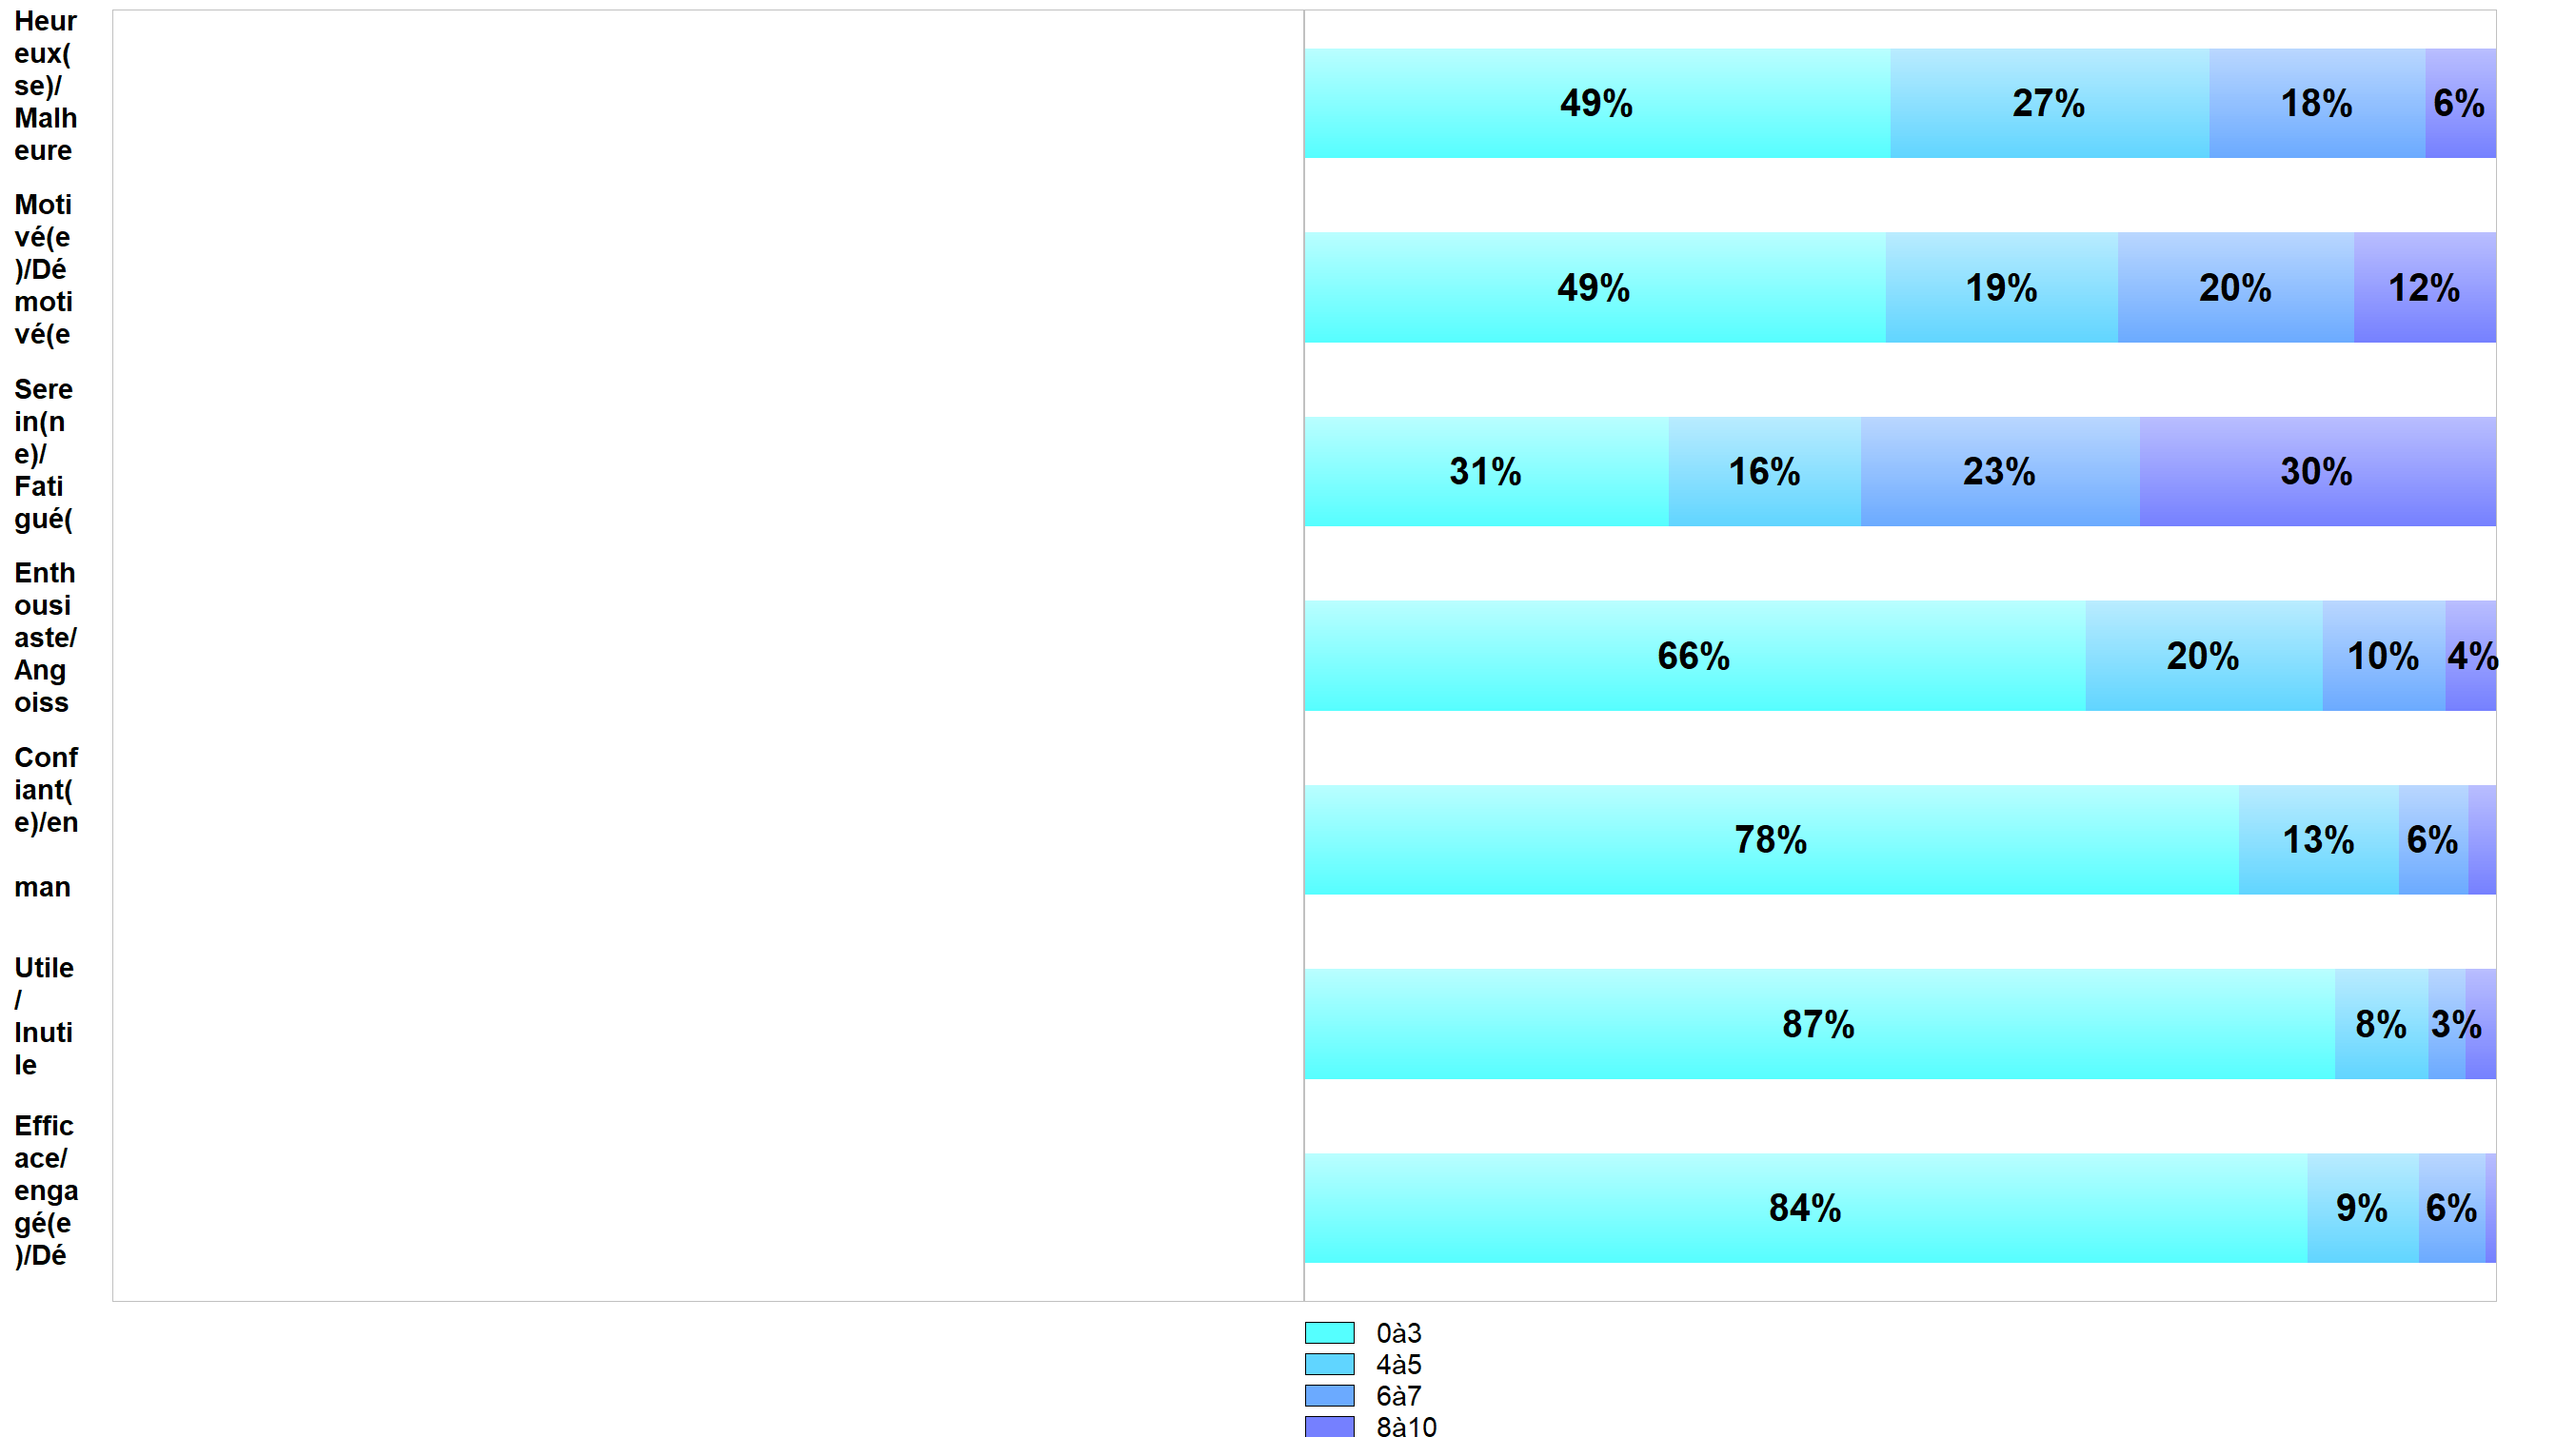 Heur
eux(
se)/
Malh
eure
49% 27% 18% 6%
Moti
vé(e
)/Dé
moti
vé(e
49% 19% 20% 12%
Sere
in(n
e)/
Fati
gué(
31% 16% 23% 30%
Enth
ousi
aste/
Ang
oiss
66% 20% 10% 4%
Conf
iant(
e)/en
man
78% 13% 6%
Utile
/
Inuti
le
87% 8% 3%
Effic
ace/
enga
gé(e
)/Dé
84% 9% 6%
0à3
4à5
6à7
8à10